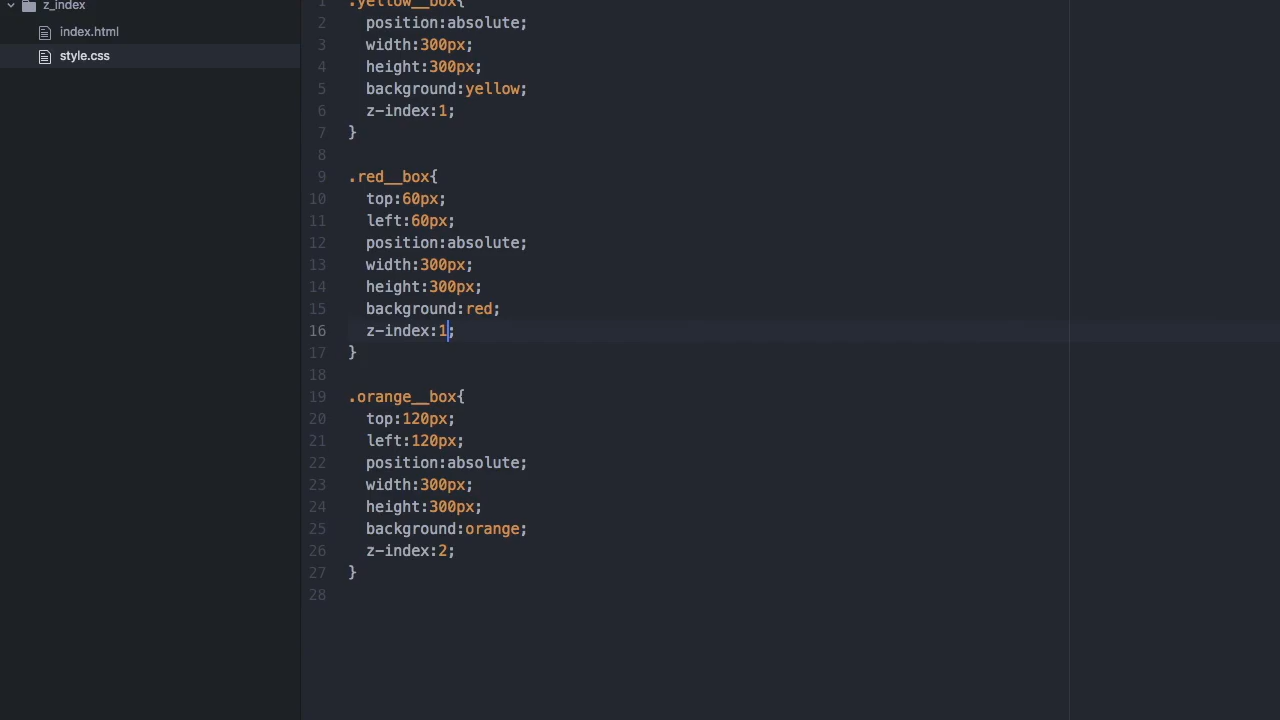 z_index
index.html
style.css
1 .yellow__box{
2 position:absolute;
3 width:300px;
4 height:300px;
5 background:yellow;
6 z-index:1;
7 }
8
9 .red__box{
10 top:60px;
11 left:60px;
12 position:absolute;
13 width:300px;
14 height:300px;
15 background:red;
16 z-index:1;
17 }
18
19 .orange__box{
20 top:120px;
21 left:120px;
22 position:absolute;
23 width:300px;
24 height:300px;
25 background:orange;
26 z-index:2;
27 }
28